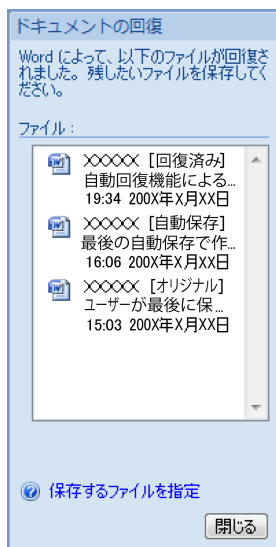 ドキュメントの回復
Word によって、以下のファイルが回復さ
れました。残したいファイルを保存してく
ださい。
ファイル：
XXXXX [回復済み]
自動回復機能による...
19:34 200X年X月XX日
XXXXX [自動保存]
最後の自動保存で作...
16:06 200X年X月XX日
XXXXX [オリジナル]
ユーザーが最後に保...
15:03 200X年X月XX日
保存するファイルを指定
閉じる